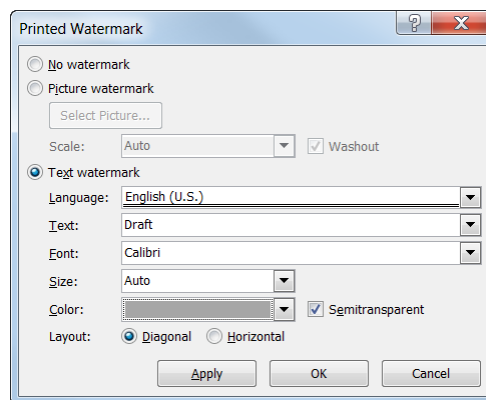 Printed Watermark
No watermark
Picture watermark
Select Picture...
Scale: Auto Washout
Text watermark
Language: English (U.S.)
Text: Draft
Font: Calibri
Size: Auto
Color: Semitransparent
Layout: Diagonal Horizontal
Apply OK Cancel